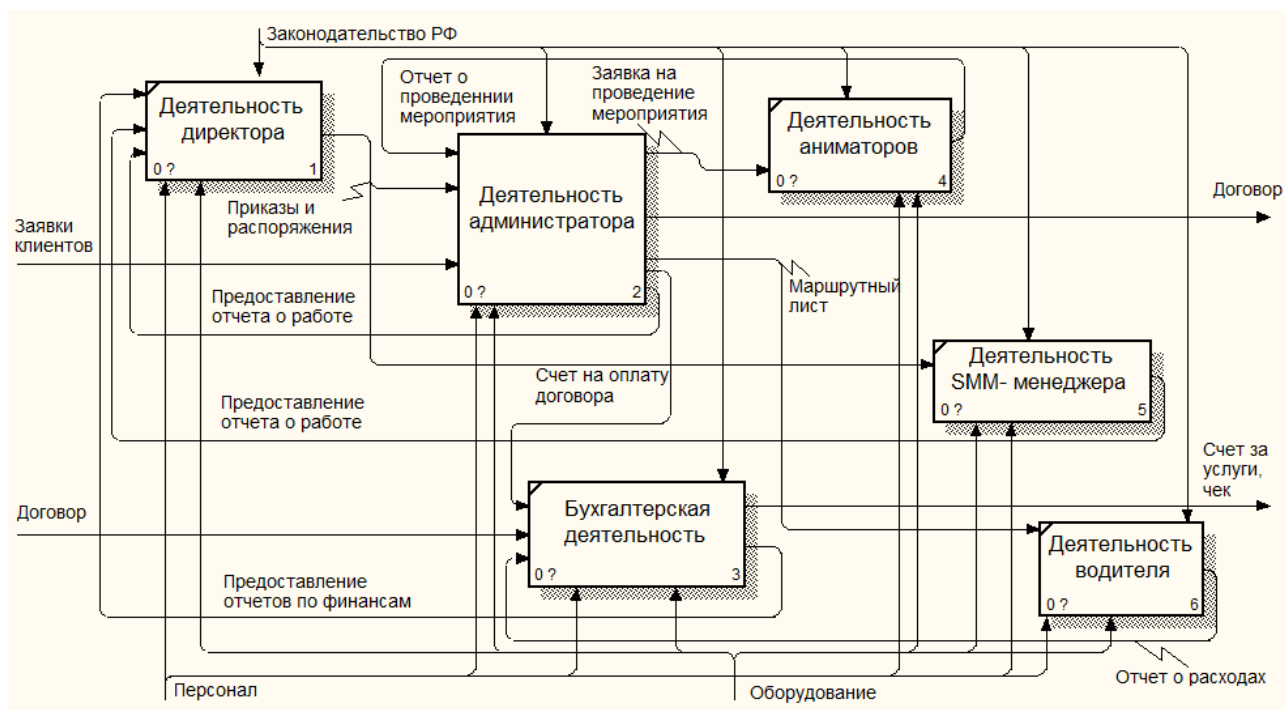 Законодательство РФ
Деятельность
директора
0 ?
1
Отчет о
проведеннии
мероприятия
Заявка на
проведение
мероприятия
Деятельность
аниматоров
0 ?
4
Деятельность
администратора
0 ?
2
Приказы и
распоряжения
Договор
Заявки
клиентов
Маршрутный
лист
Предоставление
отчета о работе
Деятельность
SMM- менеджера
0 ?
5
Счет на оплату
договора
Предоставление
отчета о работе
Счет за
услуги,
чек
Договор
Бухгалтерская
деятельность
0 ?
3
Деятельность
водителя
0 ?
6
Предоставление
отчетов по финансам
Отчет о расходах
Персонал
Оборудование